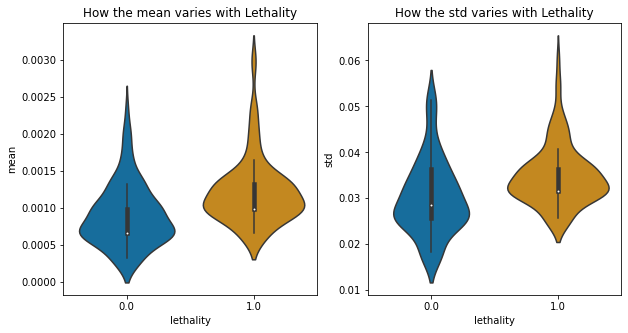 How the mean varies with Lethality
0.0030
0.0025
0.0020
0.0015
0.0010
0.0005
0.0000
mean
0.0
1.0
lethality
How the std varies with Lethality
0.06
0.05
0.04
0.03
0.02
0.01
std
0.0
1.0
lethality